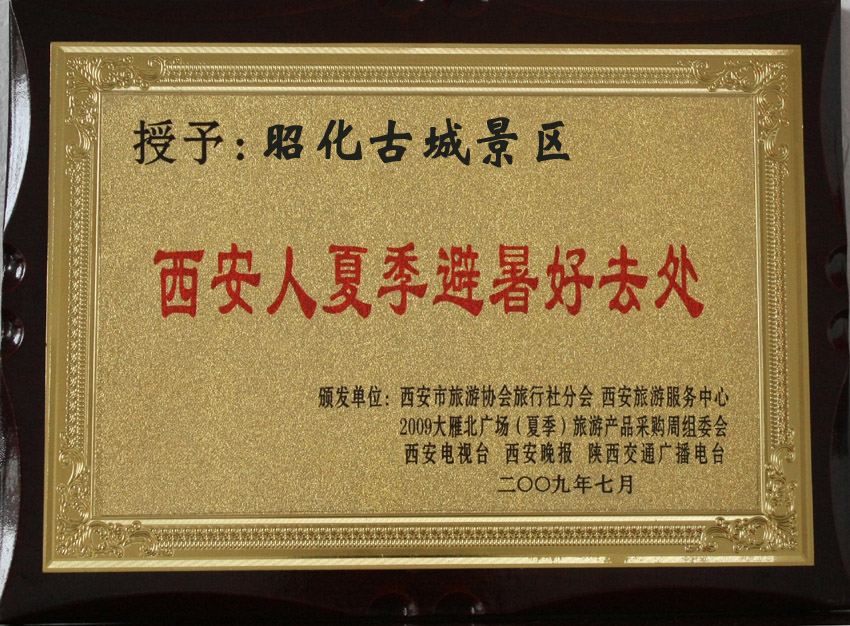 授予:昭化古城景区
西安人夏季避暑好去处
颁发单位:西安市旅游协会旅行社分会 西安旅游服务中心
2009大雁北广场(夏季)旅游产品采购周组委会
西安电视台 西安晚报 陕西交通广播电台
二〇〇九年七月